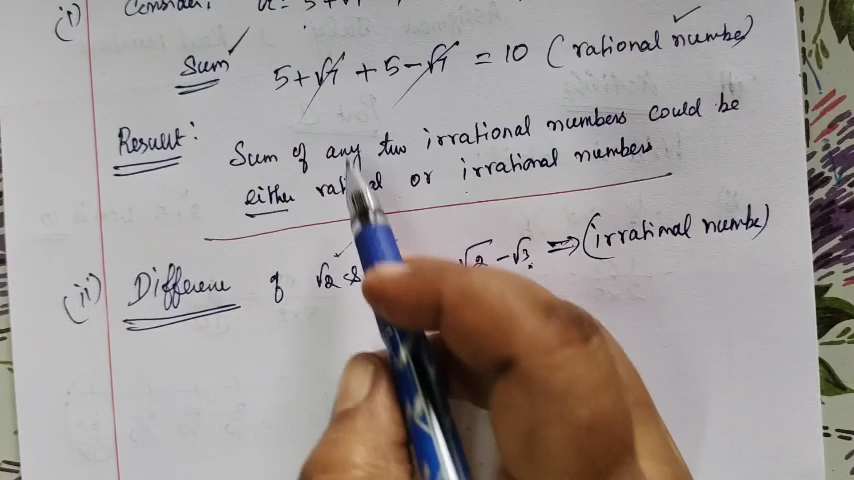 (i) Consider,
Sum 5+√7 + 5-√7 = 10 (rational number)
Result: Sum of any two irrational numbers could be
either rational or irrational numbers
(ii) Difference of √2 & √2 - √3 ⇒ (irrational number)